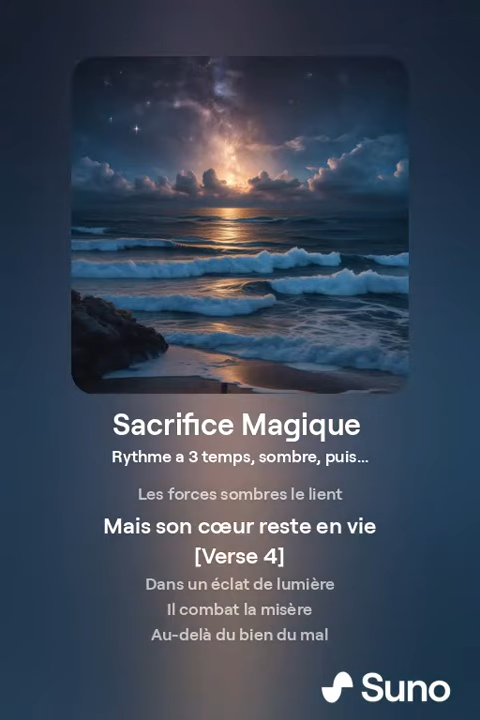 Sacrifice Magique
Rythme a 3 temps, sombre, puis...
Les forces sombres le lient
Mais son cœur reste en vie
[Verse 4]
Dans un éclat de lumière
Il combat la misère
Au-delà du bien du mal
Suno